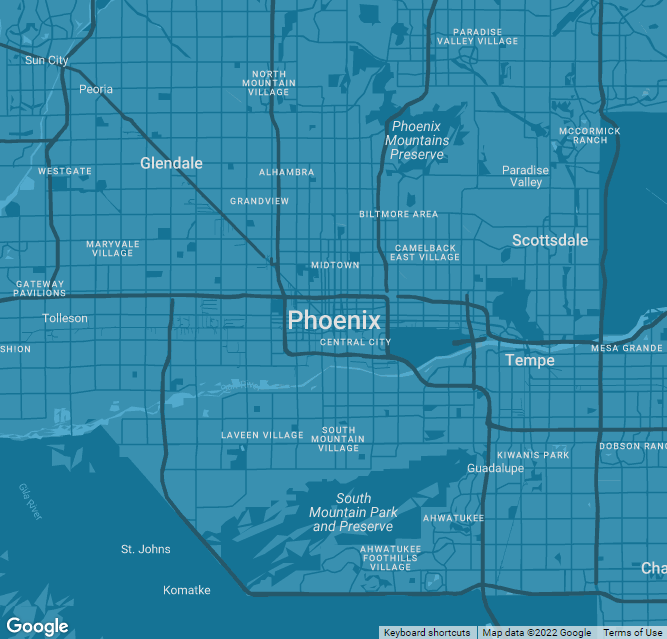 PARADISE
VALLEY VILLAGE
Sun City
NORTH
MOUNTAIN
VILLAGE
Peoria
Phoenix
Mountains
Preserve
MCCORMICK
RANCH
Glendale
WESTGATE
ALHAMBRA
Paradise
Valley
GRANDVIEW
BILTMORE AREA
MARYVALE
VILLAGE
CAMELBACK
EAST VILLAGE
Scottsdale
MIDTOWN
GATEWAY
PAVILIONS
Tolleson
Phoenix
CENTRAL CITY
SHION
MESA GRANDE
Tempe
LAVEEN VILLAGE
SOUTH
MOUNTAIN
VILLAGE
DOBSON RANC
KIWANIS PARK
Guadalupe
Gila River
South
Mountain Park
and Preserve
AHWATUKEE
St. Johns
AHWATUKEE
FOOTHILLS
VILLAGE
Cha
Komatke
Google
Keyboard shortcuts
Map data ©2022 Google
Terms of Use